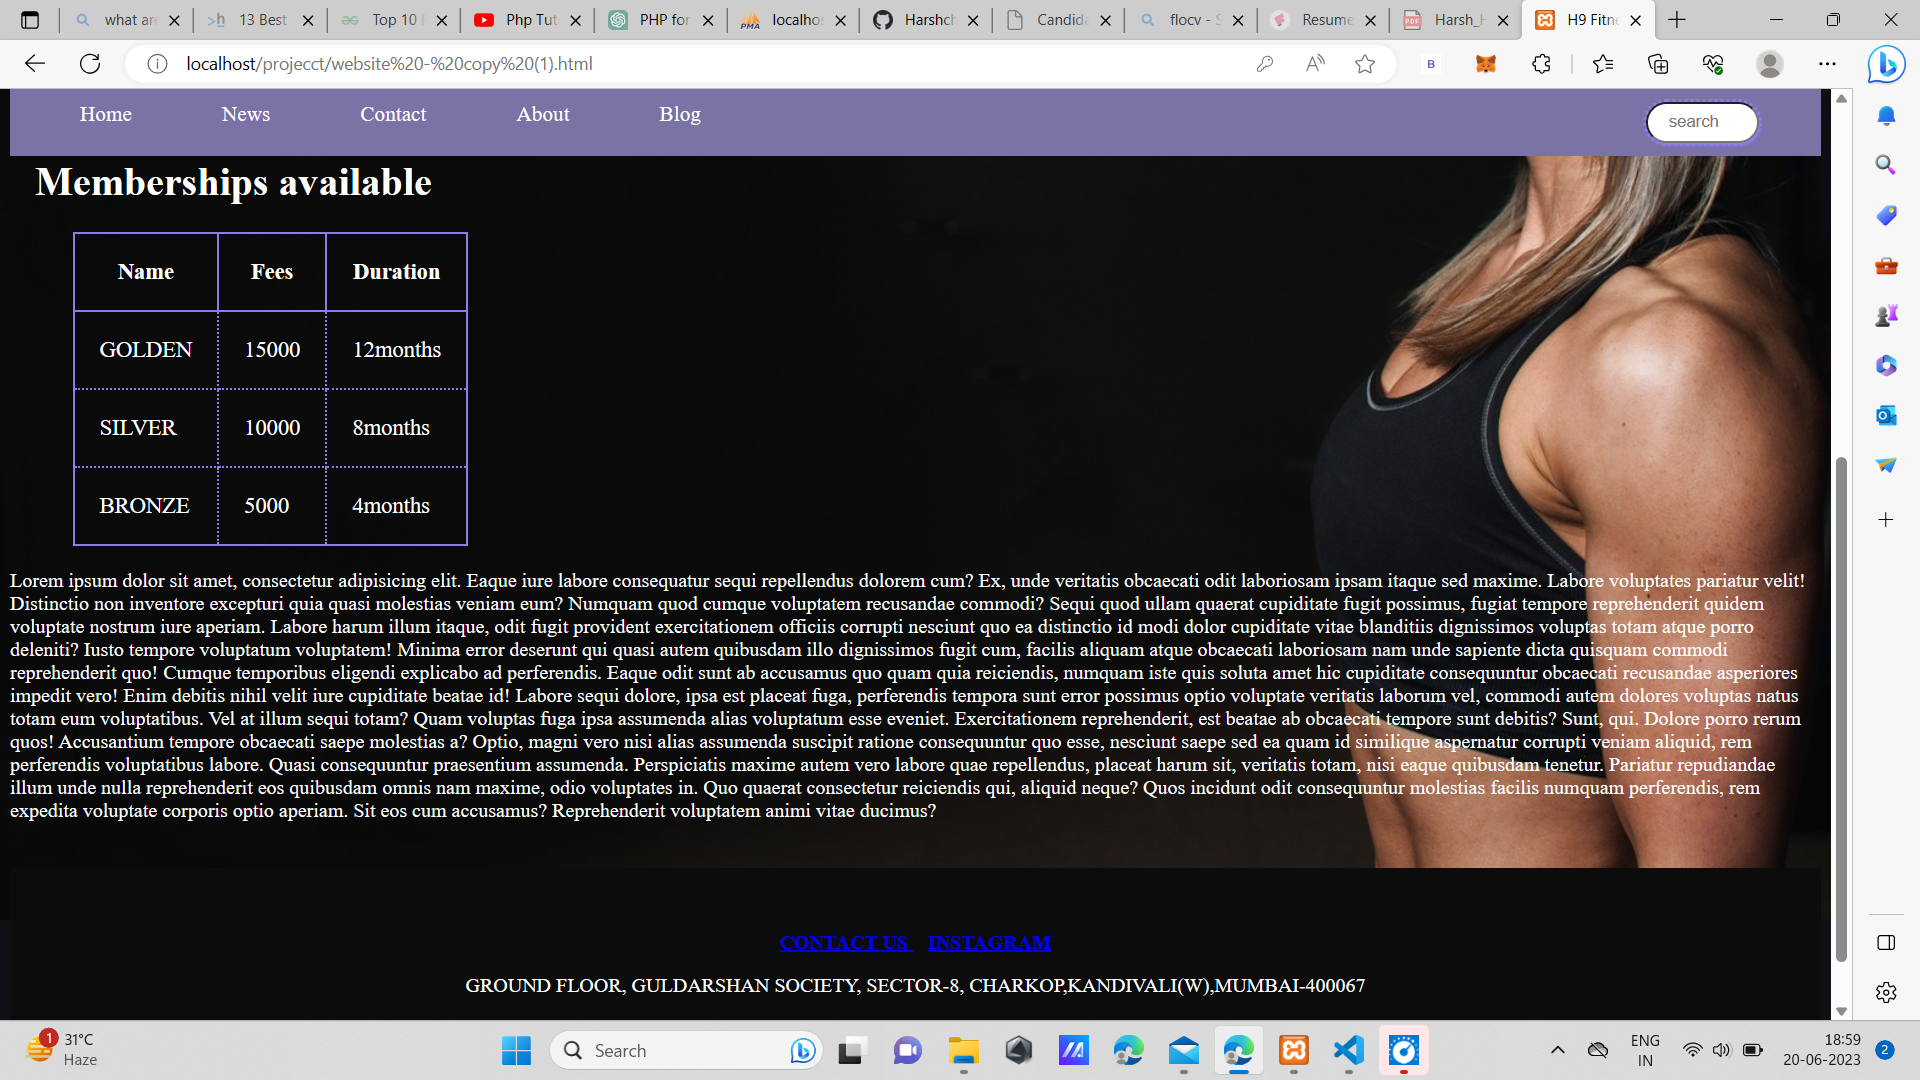 what are
13 Best
Top 10
Php Tut
PHP for
localhos
Harshch
Candida
flocv - S
Resume
Harsh_H
H9 Fitne
localhost/projecct/website%20-%20copy%20(1).html
Home News Contact About Blog search
Memberships available
Name Fees Duration
GOLDEN 15000 12months
SILVER 10000 8months
BRONZE 5000 4months
Lorem ipsum dolor sit amet, consectetur adipisicing elit. Eaque iure labore consequatur sequi repellendus dolorem cum? Ex, unde veritatis obcaecati odit laboriosam ipsam itaque sed maxime. Labore voluptates pariatur velit!
Distinctio non inventore excepturi quia quasi molestias veniam eum? Numquam quod cumque voluptatem recusandae commodi? Sequi quod ullam quaerat cupiditate fugit possimus, fugiat tempore reprehenderit quidem
voluptate nostrum iure aperiam. Labore harum illum itaque, odit fugit provident exercitationem officiis corrupti nesciunt quo ea distinctio id modi dolor cupiditate vitae blanditiis dignissimos voluptas totam atque porro
deleniti? Iusto tempore voluptatum voluptatem! Minima error deserunt qui quasi autem quibusdam illo dignissimos fugit cum, facilis aliquam atque obcaecati laboriosam nam unde sapiente dicta quisquam commodi
reprehenderit quo! Cumque temporibus eligendi explicabo ad perferendis. Eaque odit sunt ab accusamus quo quam quia reiciendis, numquam iste quis soluta amet hic cupiditate consequuntur obcaecati recusandae asperiores
impedit vero! Enim debitis nihil velit iure cupiditate beatae id! Labore sequi dolore, ipsa est placeat fuga, perferendis tempora sunt error possimus optio voluptate veritatis laborum vel, commodi autem dolores voluptas natus
totam eum voluptatibus. Vel at illum sequi totam? Quam voluptas fuga ipsa assumenda alias voluptatum esse eveniet. Exercitationem reprehenderit, est beatae ab obcaecati tempore sunt debitis? Sunt, qui. Dolore porro rerum
quos! Accusantium tempore obcaecati saepe molestias a? Optio, magni vero nisi alias assumenda suscipit ratione consequuntur quo esse, nesciunt saepe sed ea quam id similique aspernatur corrupti veniam aliquid, rem
perferendis voluptatibus labore. Quasi consequuntur praesentium assumenda. Perspiciatis maxime autem vero labore quae repellendus, placeat harum sit, veritatis totam, nisi eaque quibusdam tenetur. Pariatur repudiandae
illum unde nulla reprehenderit eos quibusdam omnis nam maxime, odio voluptates in. Quo quaerat consectetur reiciendis qui, aliquid neque? Quos incidunt odit consequuntur molestias facilis numquam perferendis, rem
expedita voluptate corporis optio aperiam. Sit eos cum accusamus? Reprehenderit voluptatem animi vitae ducimus?
CONTACT US INSTAGRAM
GROUND FLOOR, GULDARSHAN SOCIETY, SECTOR-8, CHARKOP,KANDIVALI(W),MUMBAI-400067
1
31°C
Haze
Search
ENG
IN
18:59
20-06-2023
2